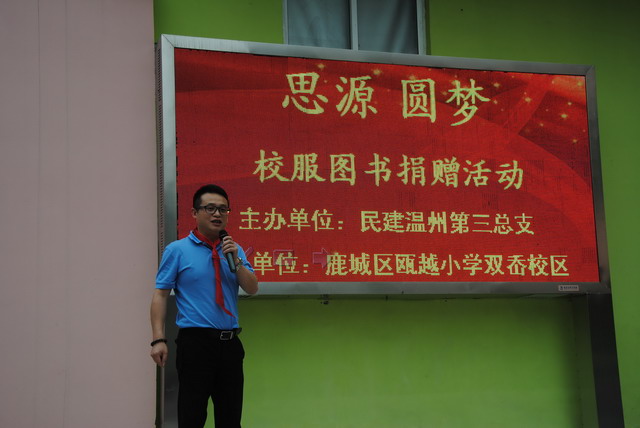 思源 圆梦
校服图书捐赠活动
主办单位：民建温州第三总支
单位：鹿城区瓯越小学双岙校区